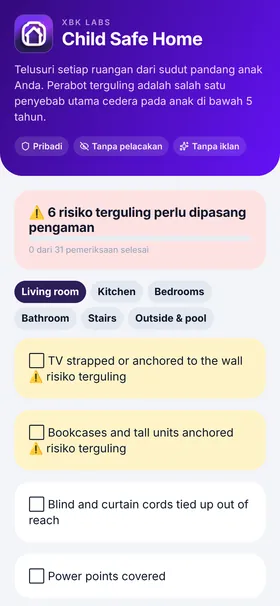 XBK LABS
Child Safe Home
Telusuri setiap ruangan dari sudut pandang anak
Anda. Perabot terguling adalah salah satu
penyebab utama cedera pada anak di bawah 5
tahun.
Pribadi
Tanpa pelacakan
Tanpa iklan
⚠️ 6 risiko terguling perlu dipasang
pengaman
0 dari 31 pemeriksaan selesai
Living room
Kitchen
Bedrooms
Bathroom
Stairs
Outside & pool
TV strapped or anchored to the wall
⚠️ risiko terguling
Bookcases and tall units anchored
⚠️ risiko terguling
Blind and curtain cords tied up out of
reach
Power points covered